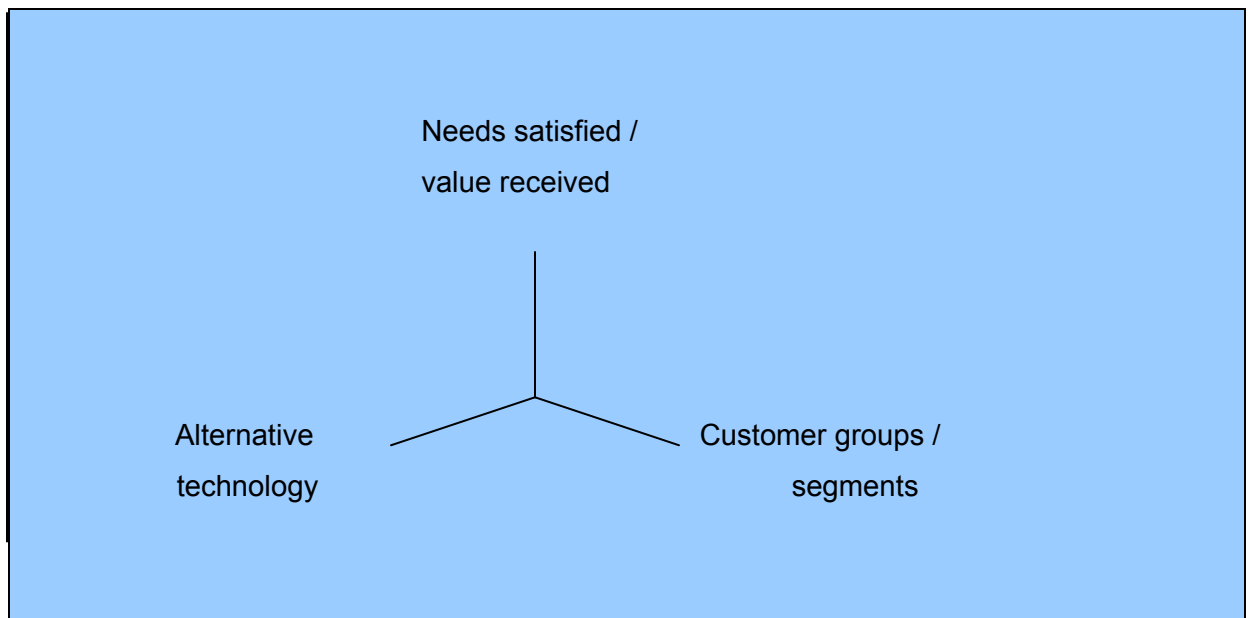 Needs satisfied /
value received
Alternative
technology
Customer groups /
segments